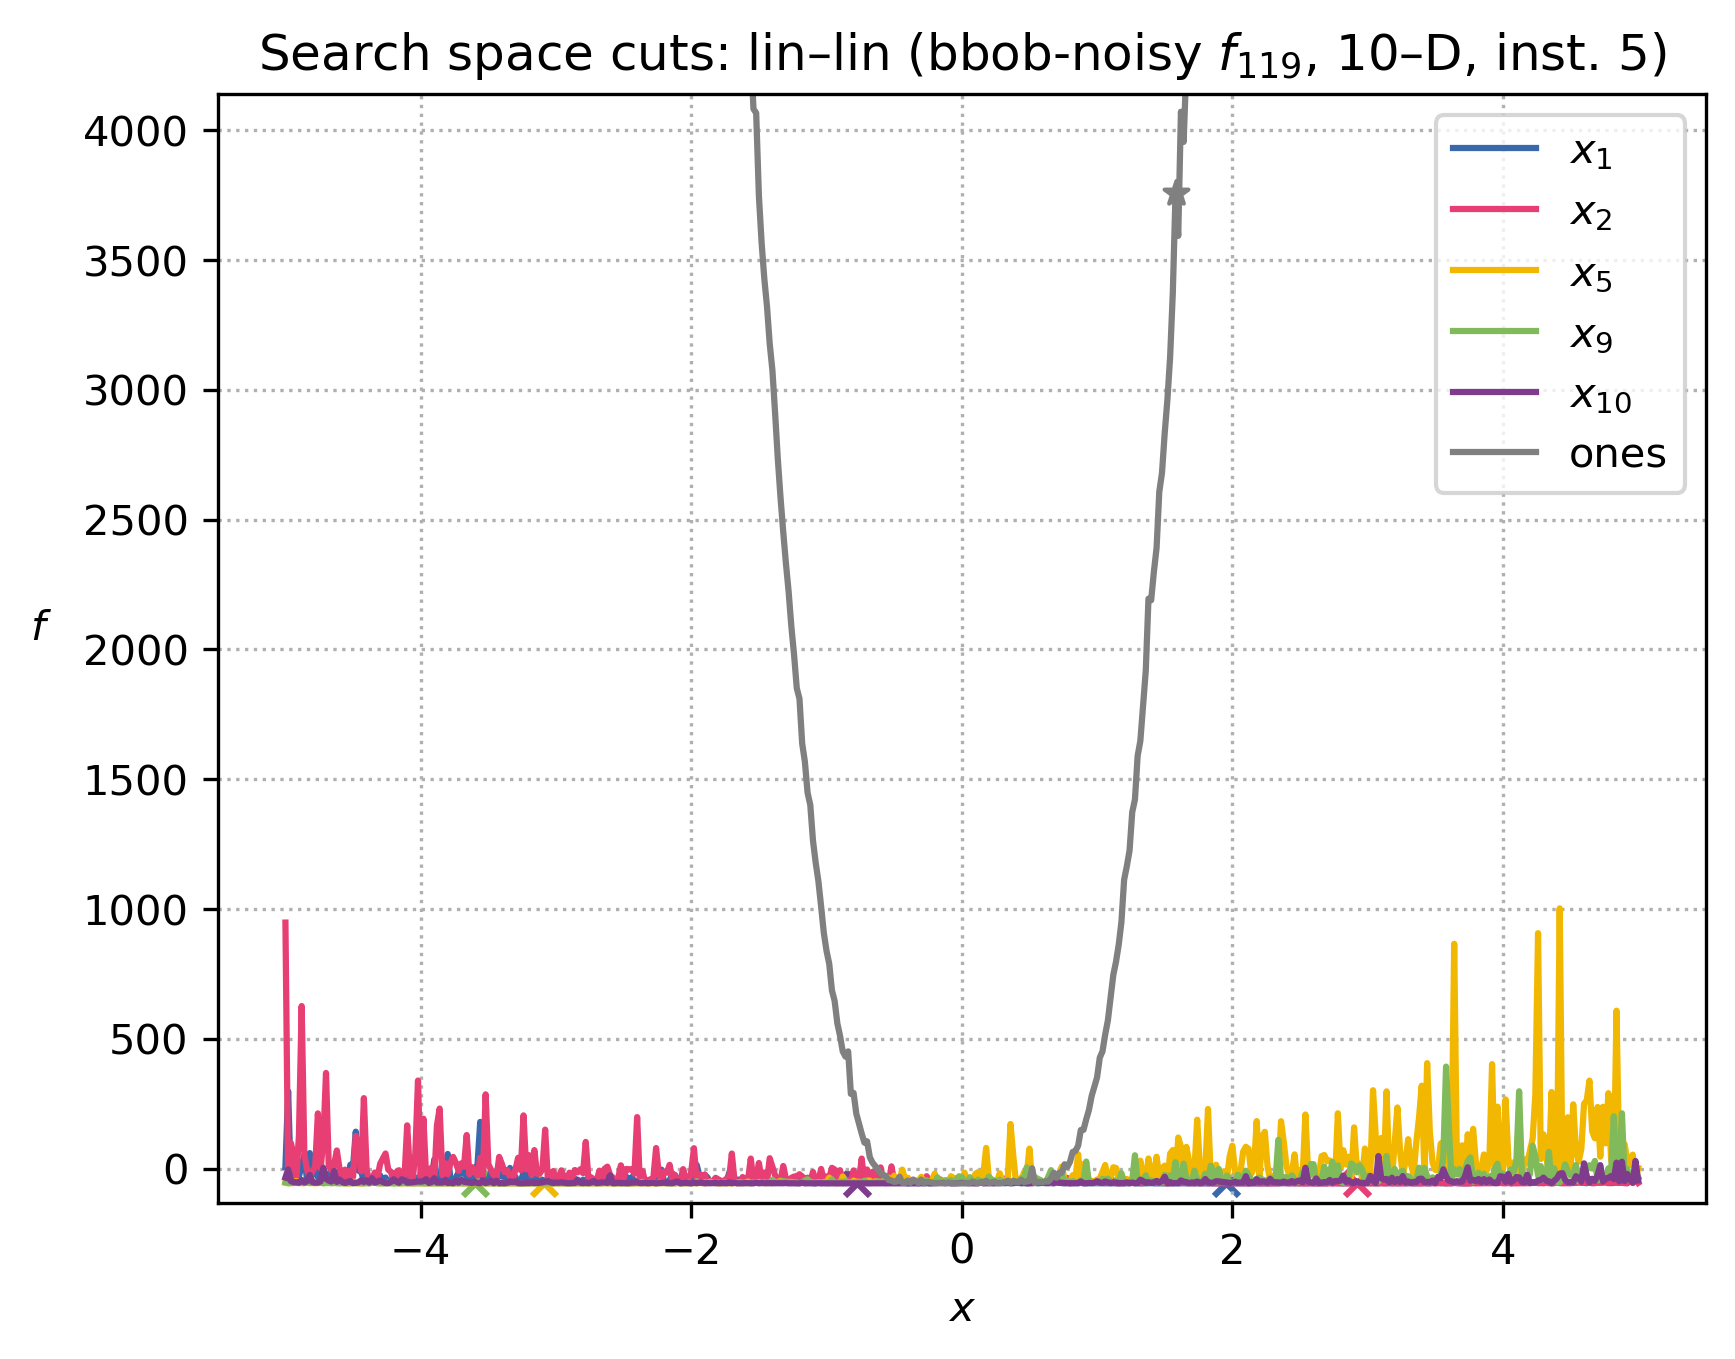 Search space cuts: lin–lin (bbob-noisy f119, 10–D, inst. 5)
4000
3500
3000
2500
2000
1500
1000
500
0
f
x1
x2
x5
x9
x10
ones
−4 −2 0 2 4
x